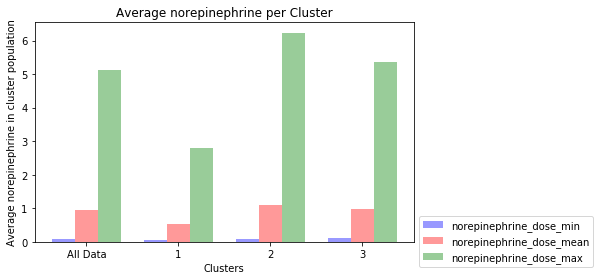 Average norepinephrine per Cluster
Average norepinephrine in cluster population
6
5
4
3
2
1
0
All Data 1 2 3
Clusters
norepinephrine_dose_min
norepinephrine_dose_mean
norepinephrine_dose_max